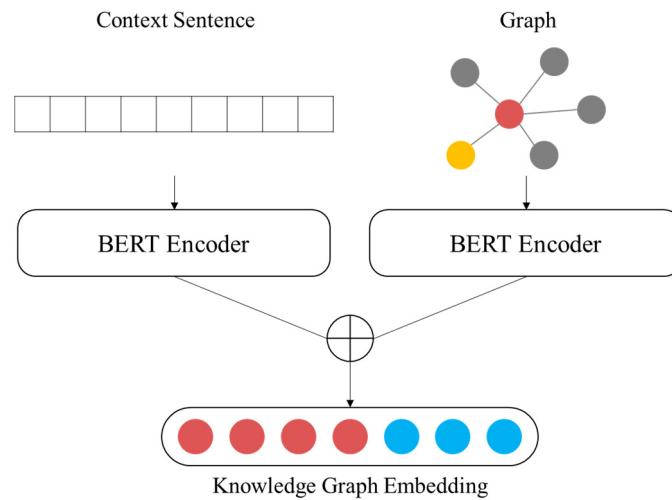 Context Sentence
Graph
BERT Encoder
BERT Encoder
Knowledge Graph Embedding